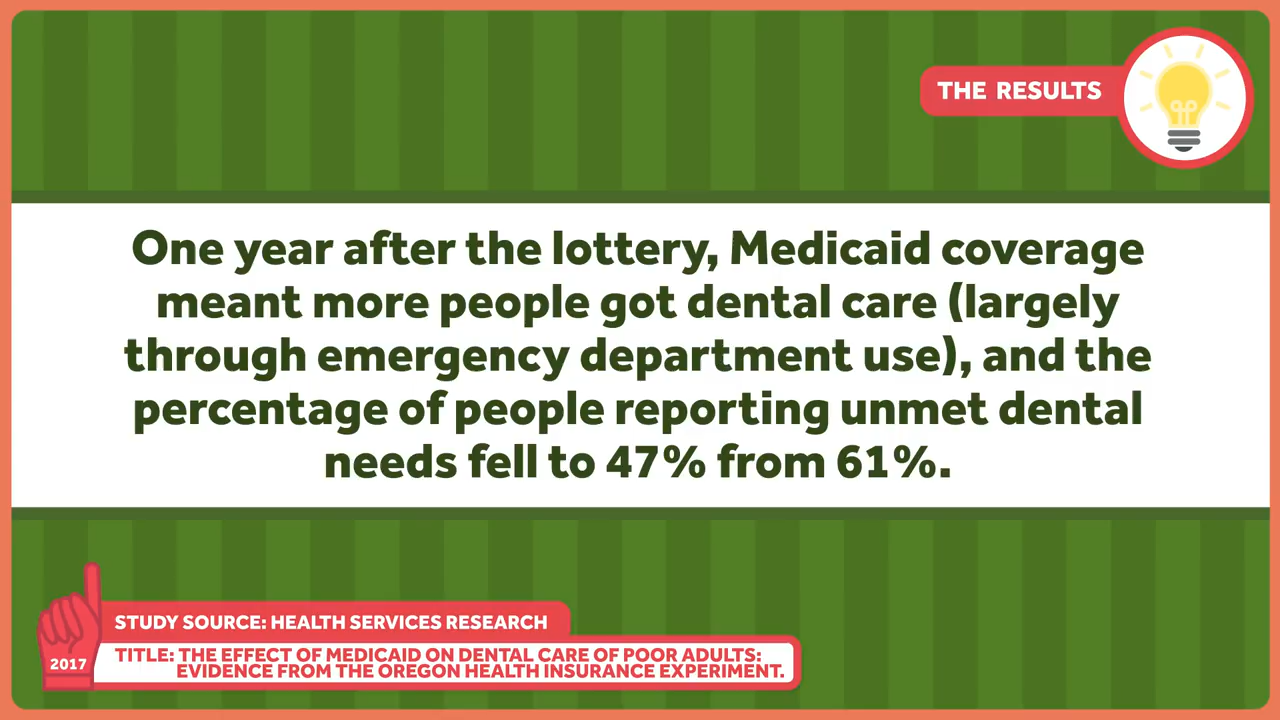 THE RESULTS
One year after the lottery, Medicaid coverage
meant more people got dental care (largely
through emergency department use), and the
percentage of people reporting unmet dental
needs fell to 47% from 61%.
STUDY SOURCE: HEALTH SERVICES RESEARCH
2017
TITLE: THE EFFECT OF MEDICAID ON DENTAL CARE OF POOR ADULTS:
EVIDENCE FROM THE OREGON HEALTH INSURANCE EXPERIMENT.